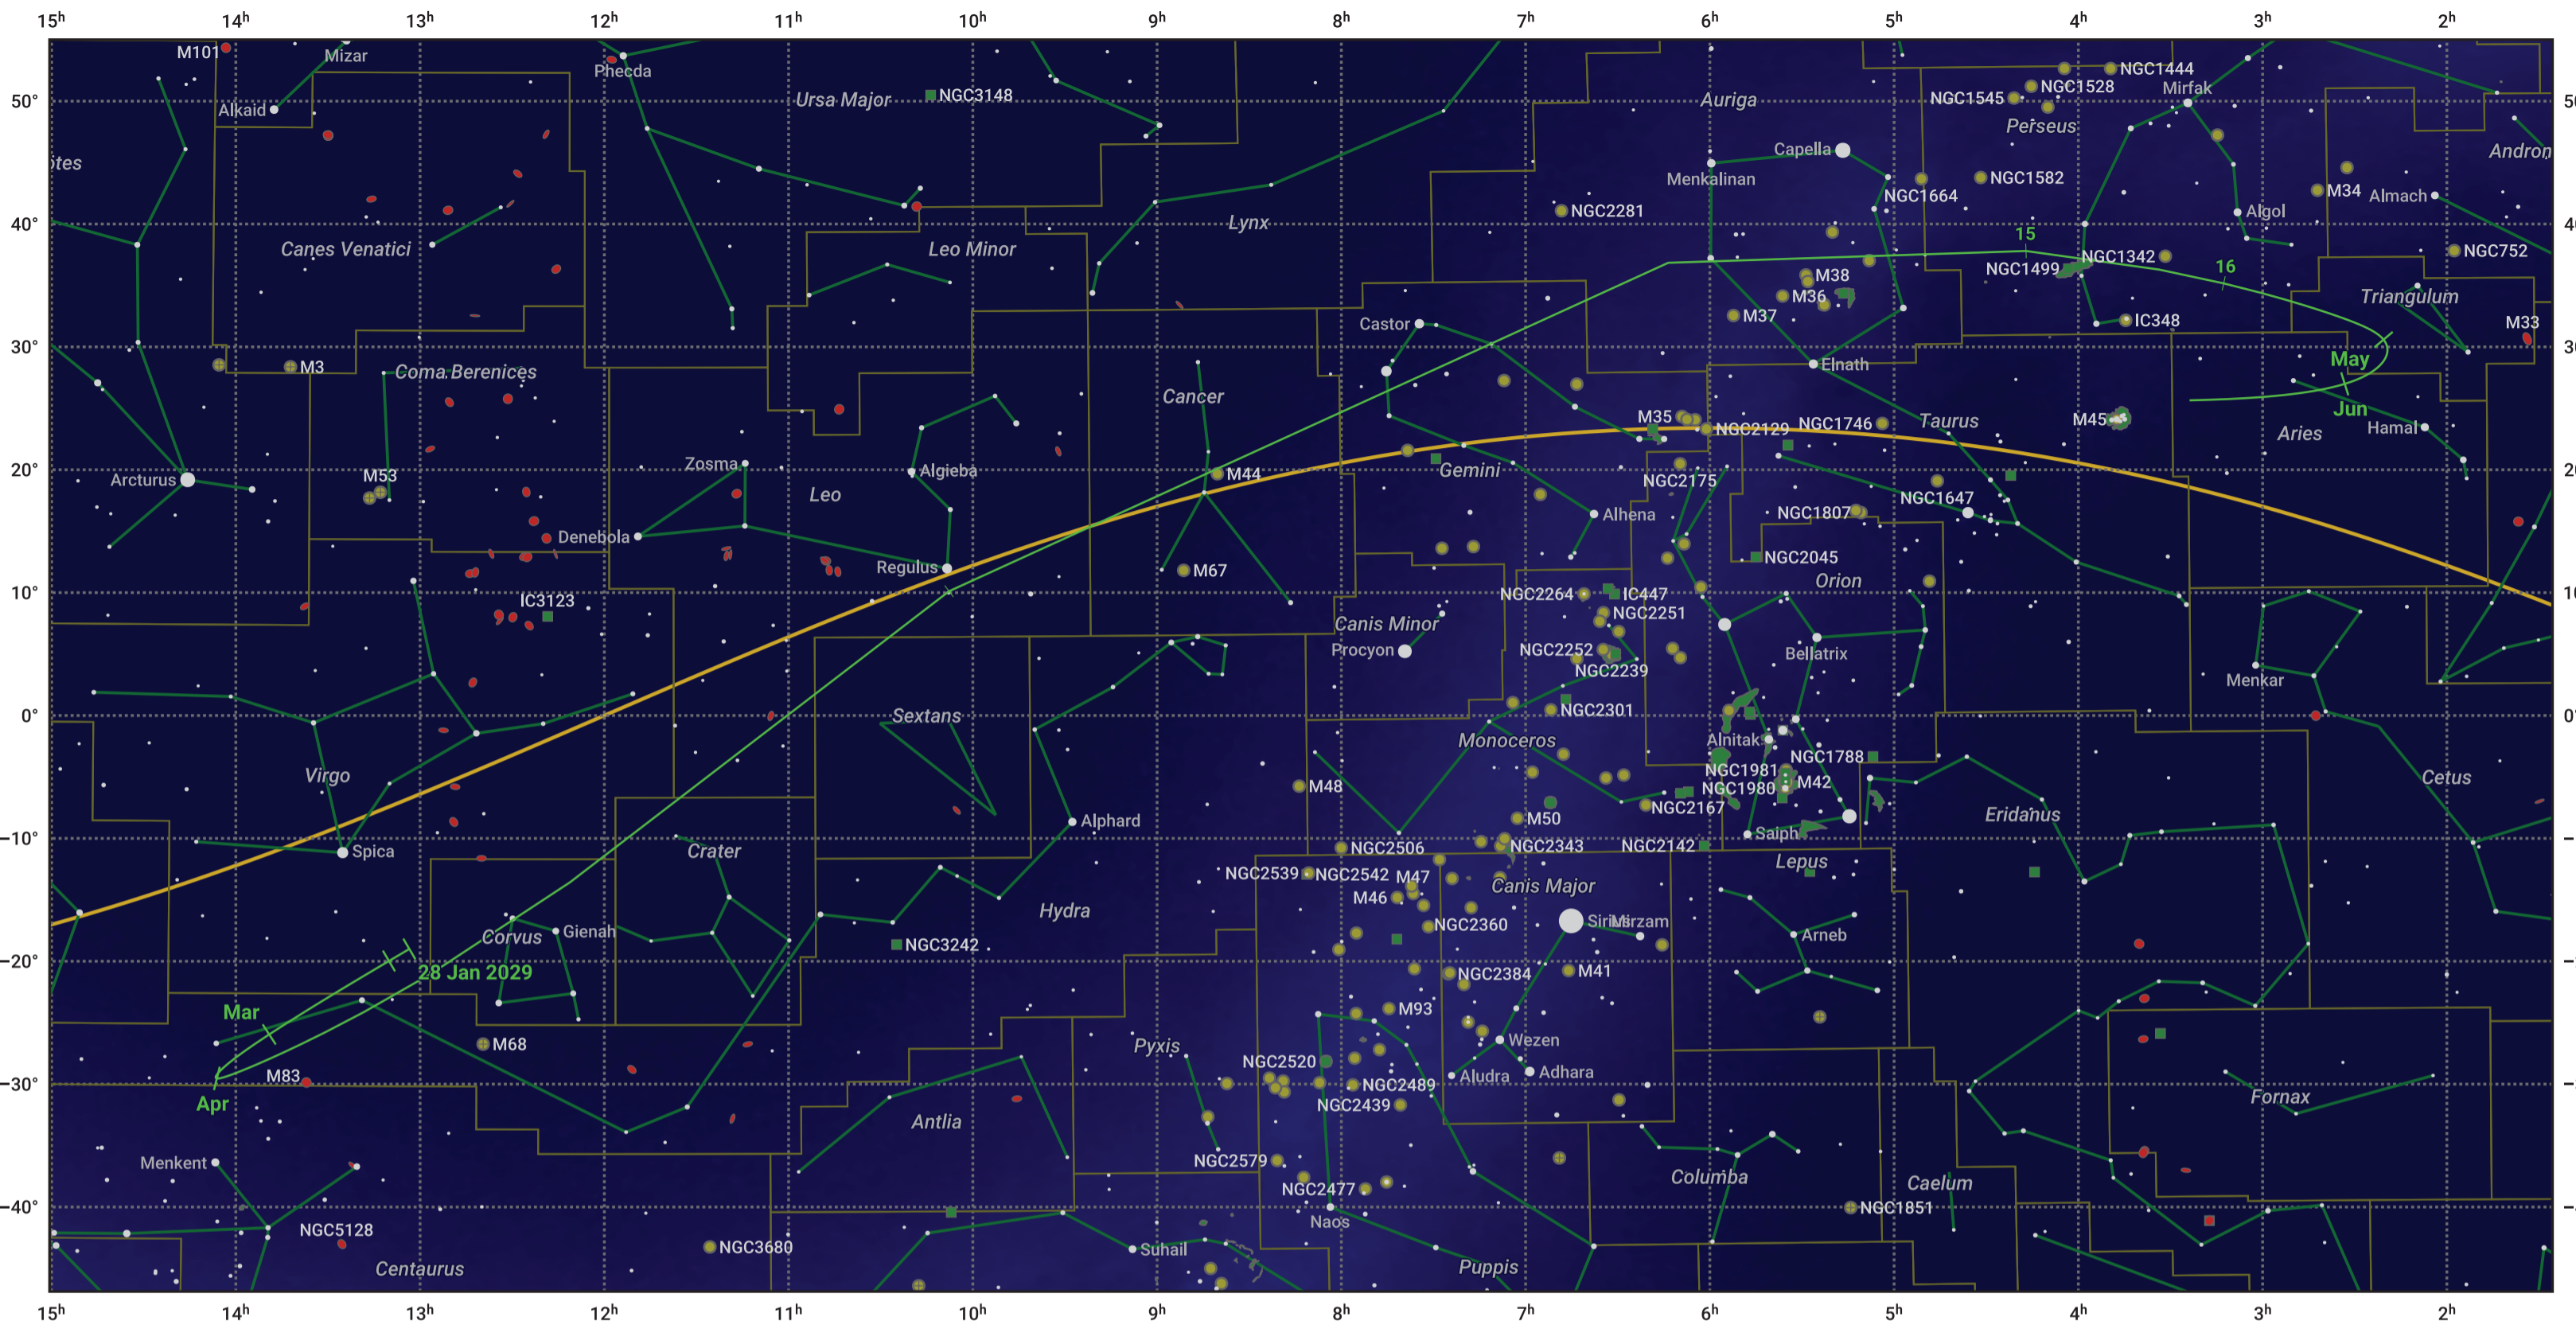 15h 14h 13h 12h 11h 10h 9h 8h 7h 6h 5h 4h 3h 2h
M101
Mizar
Phecda
Ursa Major
NGC3148
Auriga
NGC1444
NGC1528
NGC1545
Mirfak
50°
Alkaid
Perseus
Capella
Menkalinan
NGC1664
NGC1582
M34
Almach
Andron
ötes
NGC2281
Algol
40°
Canes Venatici
Leo Minor
Lynx
15
NGC752
M38
NGC1499
NGC1342
16
M36
Triangulum
M37
IC348
M33
Castor
30°
M3
Elnath
May
Coma Berenices
Cancer
Jun
M35
NGC2129
NGC1746
Taurus
M45
Aries
Hamal
20°
Arcturus
M53
Zosma
Algieba
M44
Gemini
NGC2175
Leo
NGC1647
Alhena
NGC1807
Denebola
NGC2045
Regulus
M67
Orion
10°
IC3123
NGC2264
IC447
NGC2251
Canis Minor
Procyon
NGC2252
Bellatrix
NGC2239
Menkar
0°
Sextans
NGC2301
Monoceros
Alnitak
NGC1788
Virgo
NGC1981
M42
Cetus
M48
NGC1980
NGC2167
Eridanus
M50
Alphard
−10°
Saiph
Spica
Crater
NGC2506
NGC2343
NGC2142
Lepus
NGC2539
NGC2542
M47
Canis Major
M46
Hydra
Sirius
Mirzam
NGC2360
Corvus
Gienah
NGC3242
Arneb
−20°
28 Jan 2029
NGC2384
M41
Mar
M93
M68
Pyxis
Wezen
NGC2520
M83
Aludra
Adhara
NGC2489
−30°
Apr
NGC2439
Fornax
Antlia
Menkent
NGC2579
Columba
Caelum
NGC2477
−40°
NGC1851
Naos
NGC5128
NGC3680
Suhail
Centaurus
Puppis
15h 14h 13h 12h 11h 10h 9h 8h 7h 6h 5h 4h 3h 2h